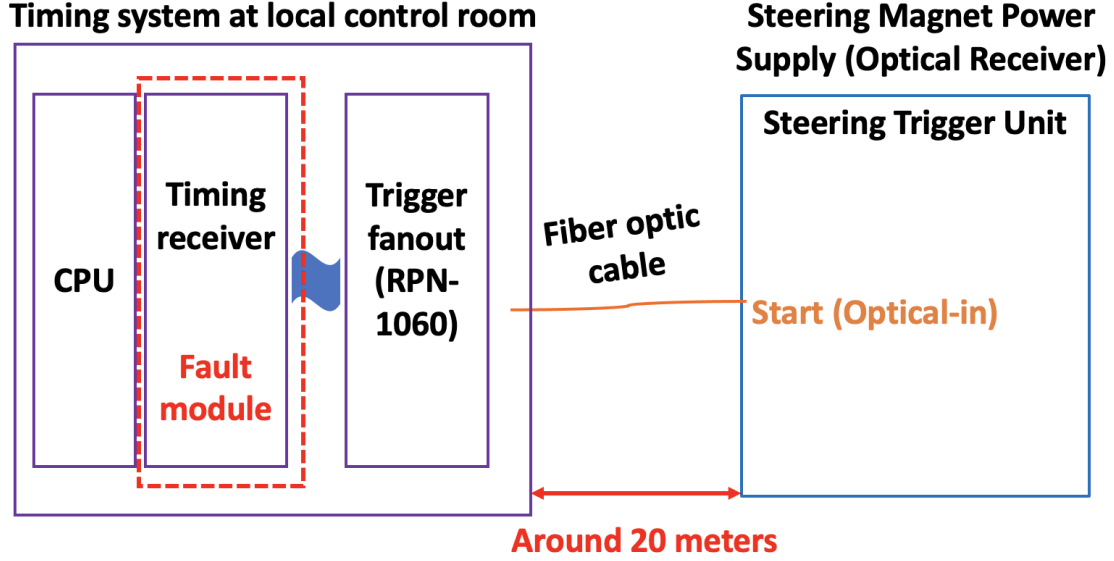 Timing system at local control room
Steering Magnet Power
Supply (Optical Receiver)
CPU
Timing
receiver
Fault
module
Trigger
fanout
(RPN-
1060)
Fiber optic
cable
Steering Trigger Unit
Start (Optical-in)
Around 20 meters